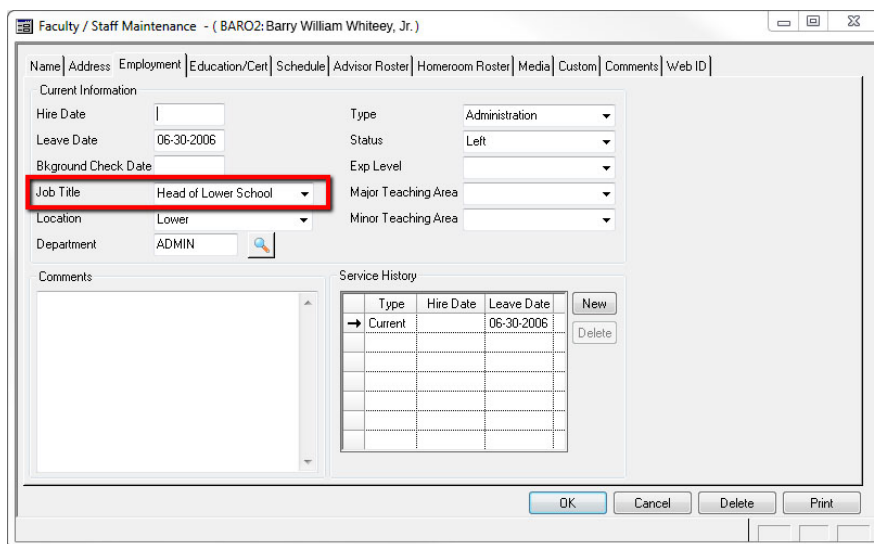 Faculty / Staff Maintenance - ( BARO2: Barry William Whiteey, Jr. )
Name Address Employment Education/Cert Schedule Advisor Roster Homeroom Roster Media Custom Comments Web ID
Current Information
Hire Date
Type Administration
Leave Date 06-30-2006
Status Left
Bkground Check Date
Exp Level
Job Title Head of Lower School
Major Teaching Area
Location Lower
Minor Teaching Area
Department ADMIN
Comments
Service History
Type Hire Date Leave Date
Current 06-30-2006
New
Delete
OK Cancel Delete Print